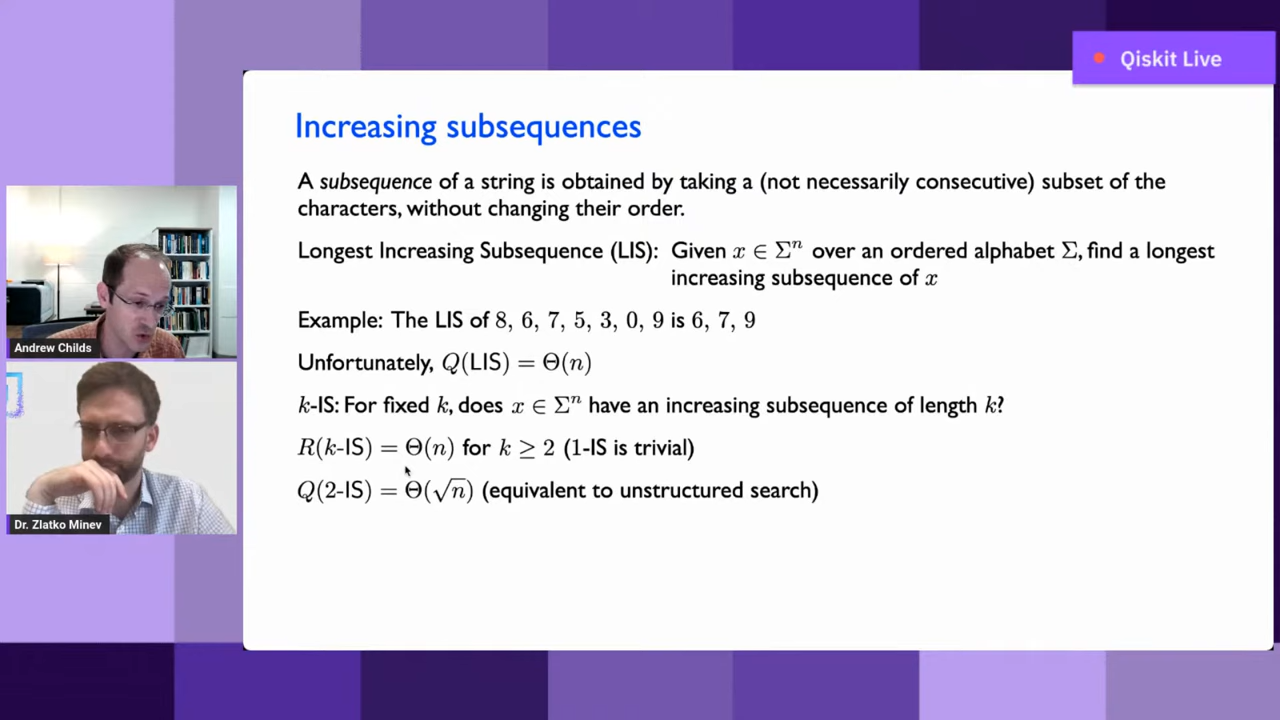 Qiskit Live
Increasing subsequences
A subsequence of a string is obtained by taking a (not necessarily consecutive) subset of the
characters, without changing their order.
Longest Increasing Subsequence (LIS): Given x ∈ Σⁿ over an ordered alphabet Σ, find a longest
increasing subsequence of x
Example: The LIS of 8, 6, 7, 5, 3, 0, 9 is 6, 7, 9
Unfortunately, Q(LIS) = Θ(n)
k-IS: For fixed k, does x ∈ Σⁿ have an increasing subsequence of length k?
R(k-IS) = Θ(n) for k ≥ 2 (1-IS is trivial)
Q(2-IS) = Θ(√n) (equivalent to unstructured search)
Andrew Childs
Dr. Zlatko Minev